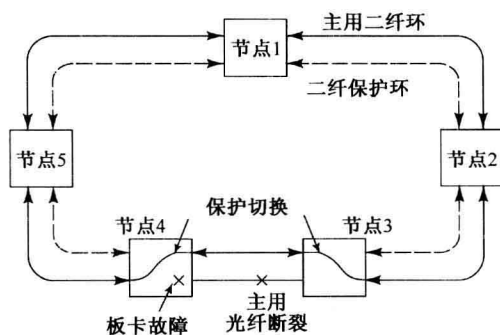 节点1
主用二纤环
二纤保护环
节点5
节点2
保护切换
节点4
节点3
主用
光纤断裂
板卡故障